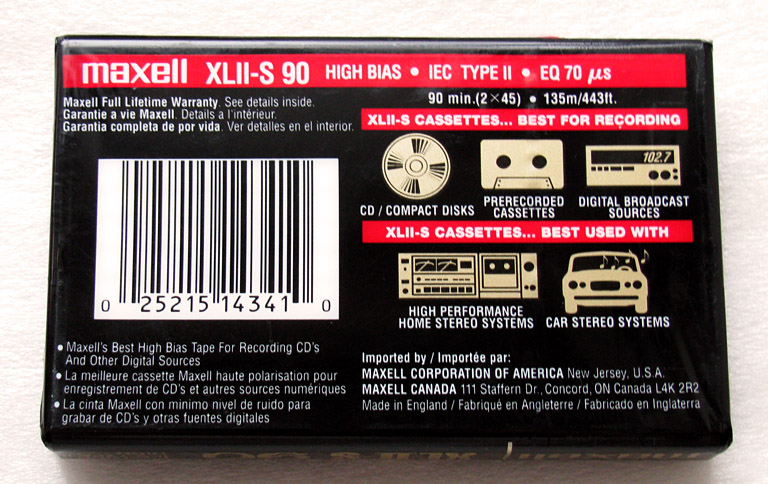 maxell XLII-S 90 HIGH BIAS • IEC TYPE II • EQ 70 µs
90 min.(2×45) • 135m/443ft.
Maxell Full Lifetime Warranty. See details inside.
Garantie a vie Maxell. Details a l'intérieur.
Garantia completa de por vida. Ver detalles en el interior.
XLII-S CASSETTES... BEST FOR RECORDING
102.7
CD / COMPACT DISKS
PRERECORDED CASSETTES
DIGITAL BROADCAST SOURCES
XLII-S CASSETTES... BEST USED WITH
HIGH PERFORMANCE
HOME STEREO SYSTEMS
CAR STEREO SYSTEMS
0 25215 14341 0
• Maxell's Best High Bias Tape For Recording CD's
And Other Digital Sources
• La meilleure cassette Maxell haute polarisation pour
enregistrement de CD's et autres sources numériques
• La cinta Maxell con minimo nivel de ruido para
grabar de CD's y otras fuentes digitales
Imported by / Importée par:
MAXELL CORPORATION OF AMERICA New Jersey, U.S.A.
MAXELL CANADA 111 Staffern Dr., Concord, ON Canada L4K 2R2
Made in England / Fabriqué en Angleterre / Fabricado en Inglaterra